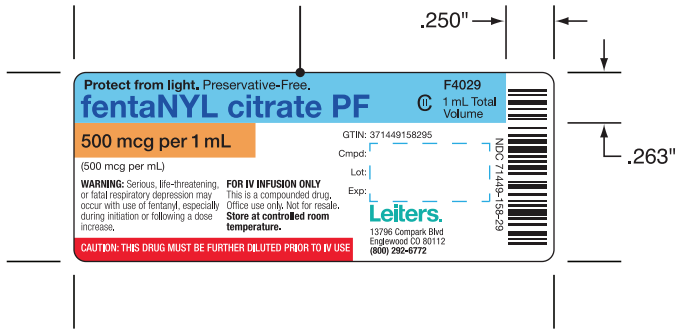 .250"
Protect from light. Preservative-Free.
fentaNYL citrate PF
CII
F4029
1 mL Total
Volume
.263"
500 mcg per 1 mL
(500 mcg per mL)
WARNING: Serious, life-threatening,
or fatal respiratory depression may
occur with use of fentanyl, especially
during initiation or following a dose
increase.
FOR IV INFUSION ONLY
This is a compounded drug.
Office use only. Not for resale.
Store at controlled room
temperature.
GTIN: 371449158295
Cmpd:
Lot:
Exp:
Leiters.
13796 Compark Blvd
Englewood CO 80112
(800) 292-6772
NDC 71449-158-29
CAUTION: THIS DRUG MUST BE FURTHER DILUTED PRIOR TO IV USE